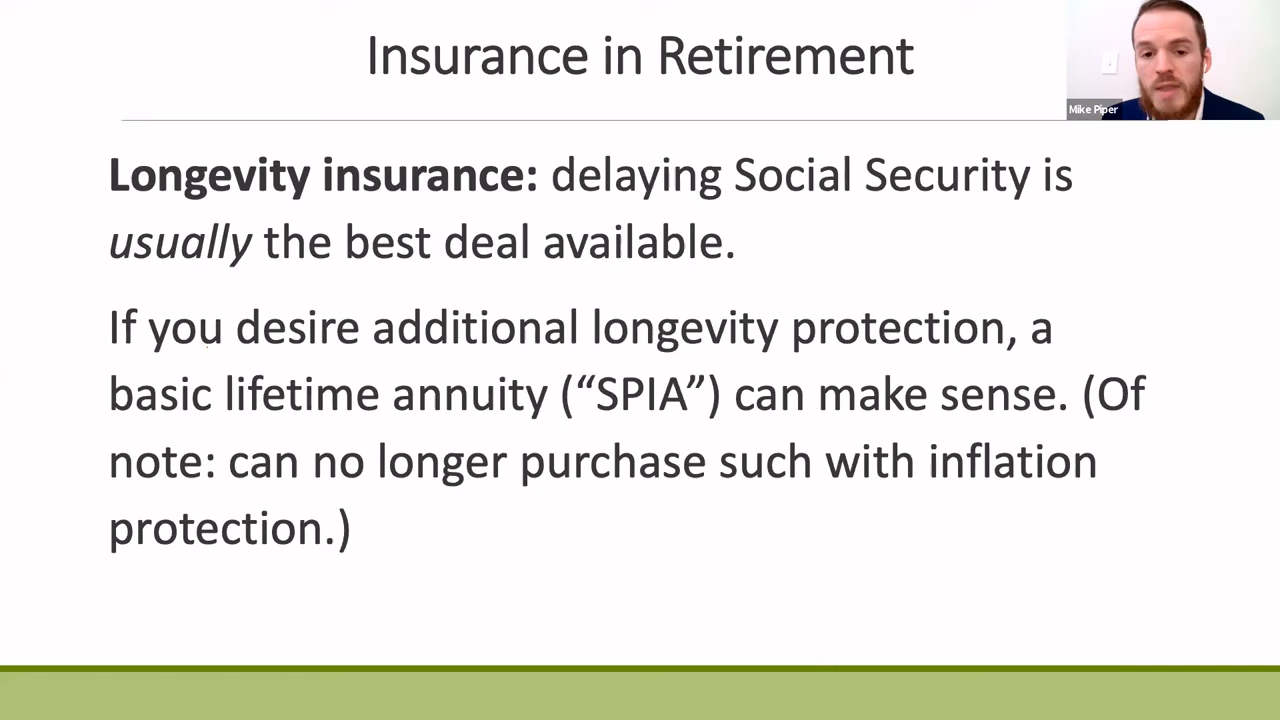 Insurance in Retirement
Mike Piper
Longevity insurance: delaying Social Security is
usually the best deal available.
If you desire additional longevity protection, a
basic lifetime annuity (“SPIA”) can make sense. (Of
note: can no longer purchase such with inflation
protection.)